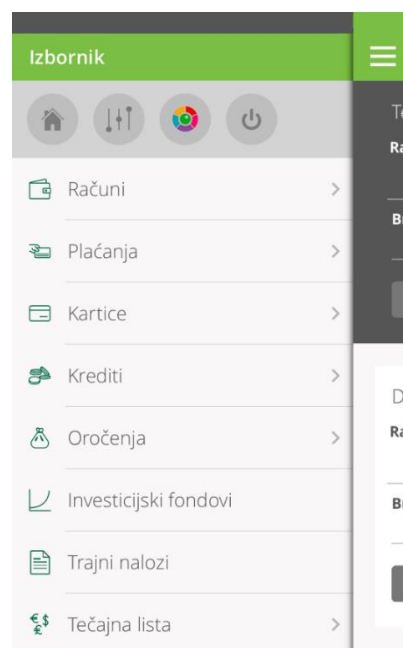 Izbornik
Računi
Plaćanja
Kartice
Krediti
Oročenja
Investicijski fondovi
Trajni nalozi
Tečajna lista